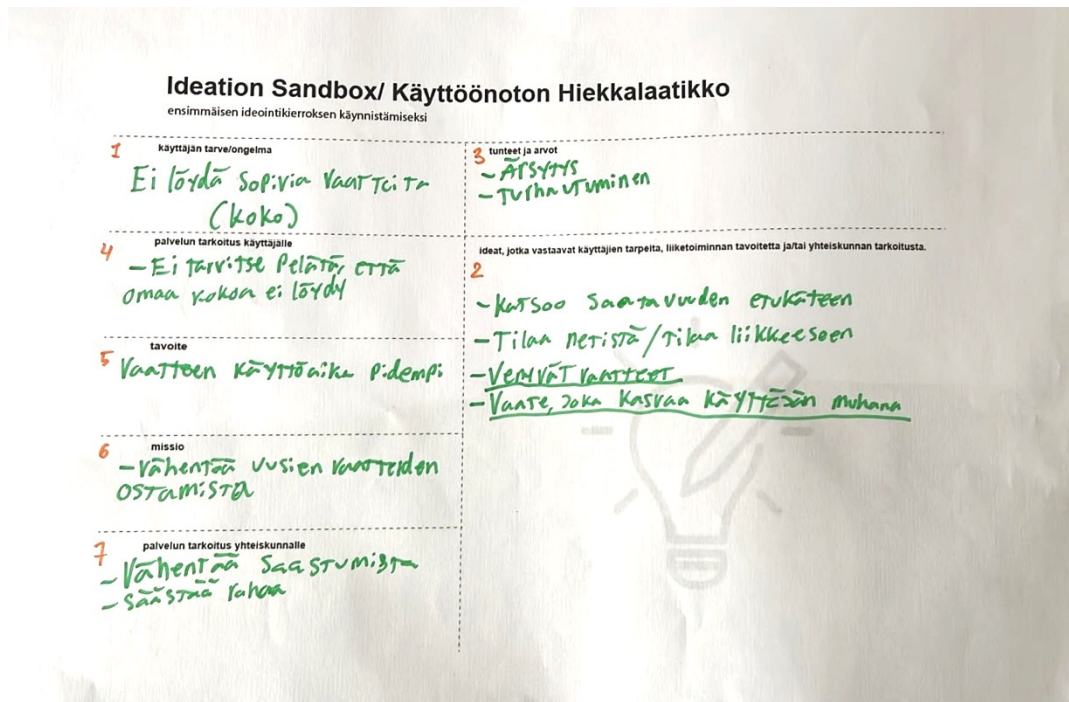 Ideation Sandbox/ Käyttöönoton Hiekkalaatikko
ensimmäisen ideointikierroksen käynnistämiseksi
1 käyttäjän tarve/ongelma
Ei löydä sopivia vaatteita
(koko)
3 tunteet ja arvot
- Ärsytys
- Turhautuminen
4 palvelun tarkoitus käyttäjälle
- Ei tarvitse pelätä, että
omaa kokoa ei löydy
ideat, jotka vastaavat käyttäjien tarpeita, liiketoiminnan tavoitetta ja/tai yhteiskunnan tarkoitusta.
2
- Katsoo saatavuuden etukäteen
- Tilaa netistä/Tilaa liikkeeseen
- Venyvät vaatteet
- Vaate, joka kasvaa käyttäjän muhana
5 tavoite
Vaatteen käyttöaika pidempi
6 missio
- Vähentää uusien vaatteiden
ostamista
7 palvelun tarkoitus yhteiskunnalle
- Vähentää saastumista
- Säästää rahaa